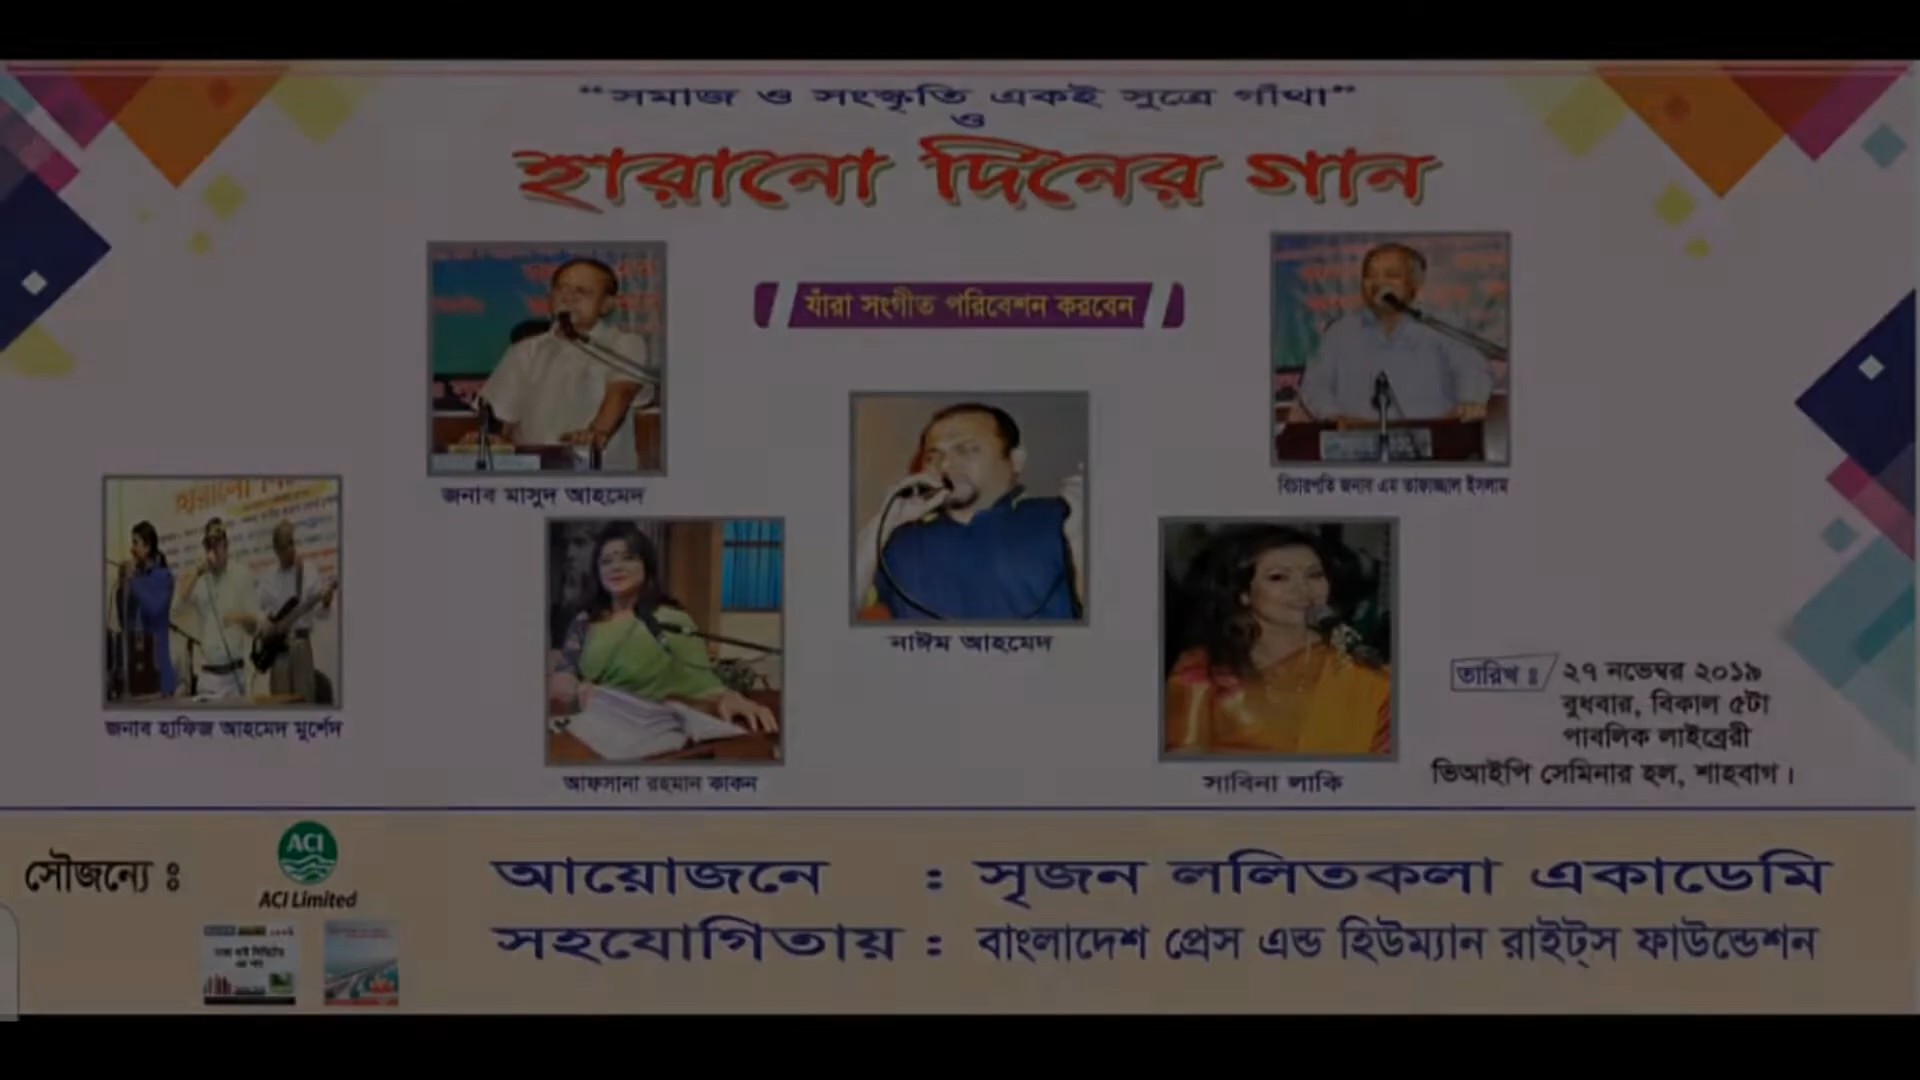 “সমাজ ও সংস্কৃতি একই সুত্রে গাঁথা”
ও
হারানো দিনের গান
যাঁরা সংগীত পরিবেশন করবেন
জনাব মাসুদ আহমেদ
বিচারপতি জনাব এম তাফাজ্জাল ইসলাম
জনাব হাফিজ আহমেদ মুর্শেদ
নাঈম আহমেদ
আফসানা রহমান কাকন
সাবিনা লাকি
তারিখ ঃ ২৭ নভেম্বর ২০১৯
বুধবার, বিকাল ৫টা
পাবলিক লাইব্রেরী
ভিআইপি সেমিনার হল, শাহবাগ।
সৌজন্যে ঃ
ACI
ACI Limited
আয়োজনে : সৃজন ললিতকলা একাডেমি
সহযোগিতায় : বাংলাদেশ প্রেস এন্ড হিউম্যান রাইট্স ফাউন্ডেশন